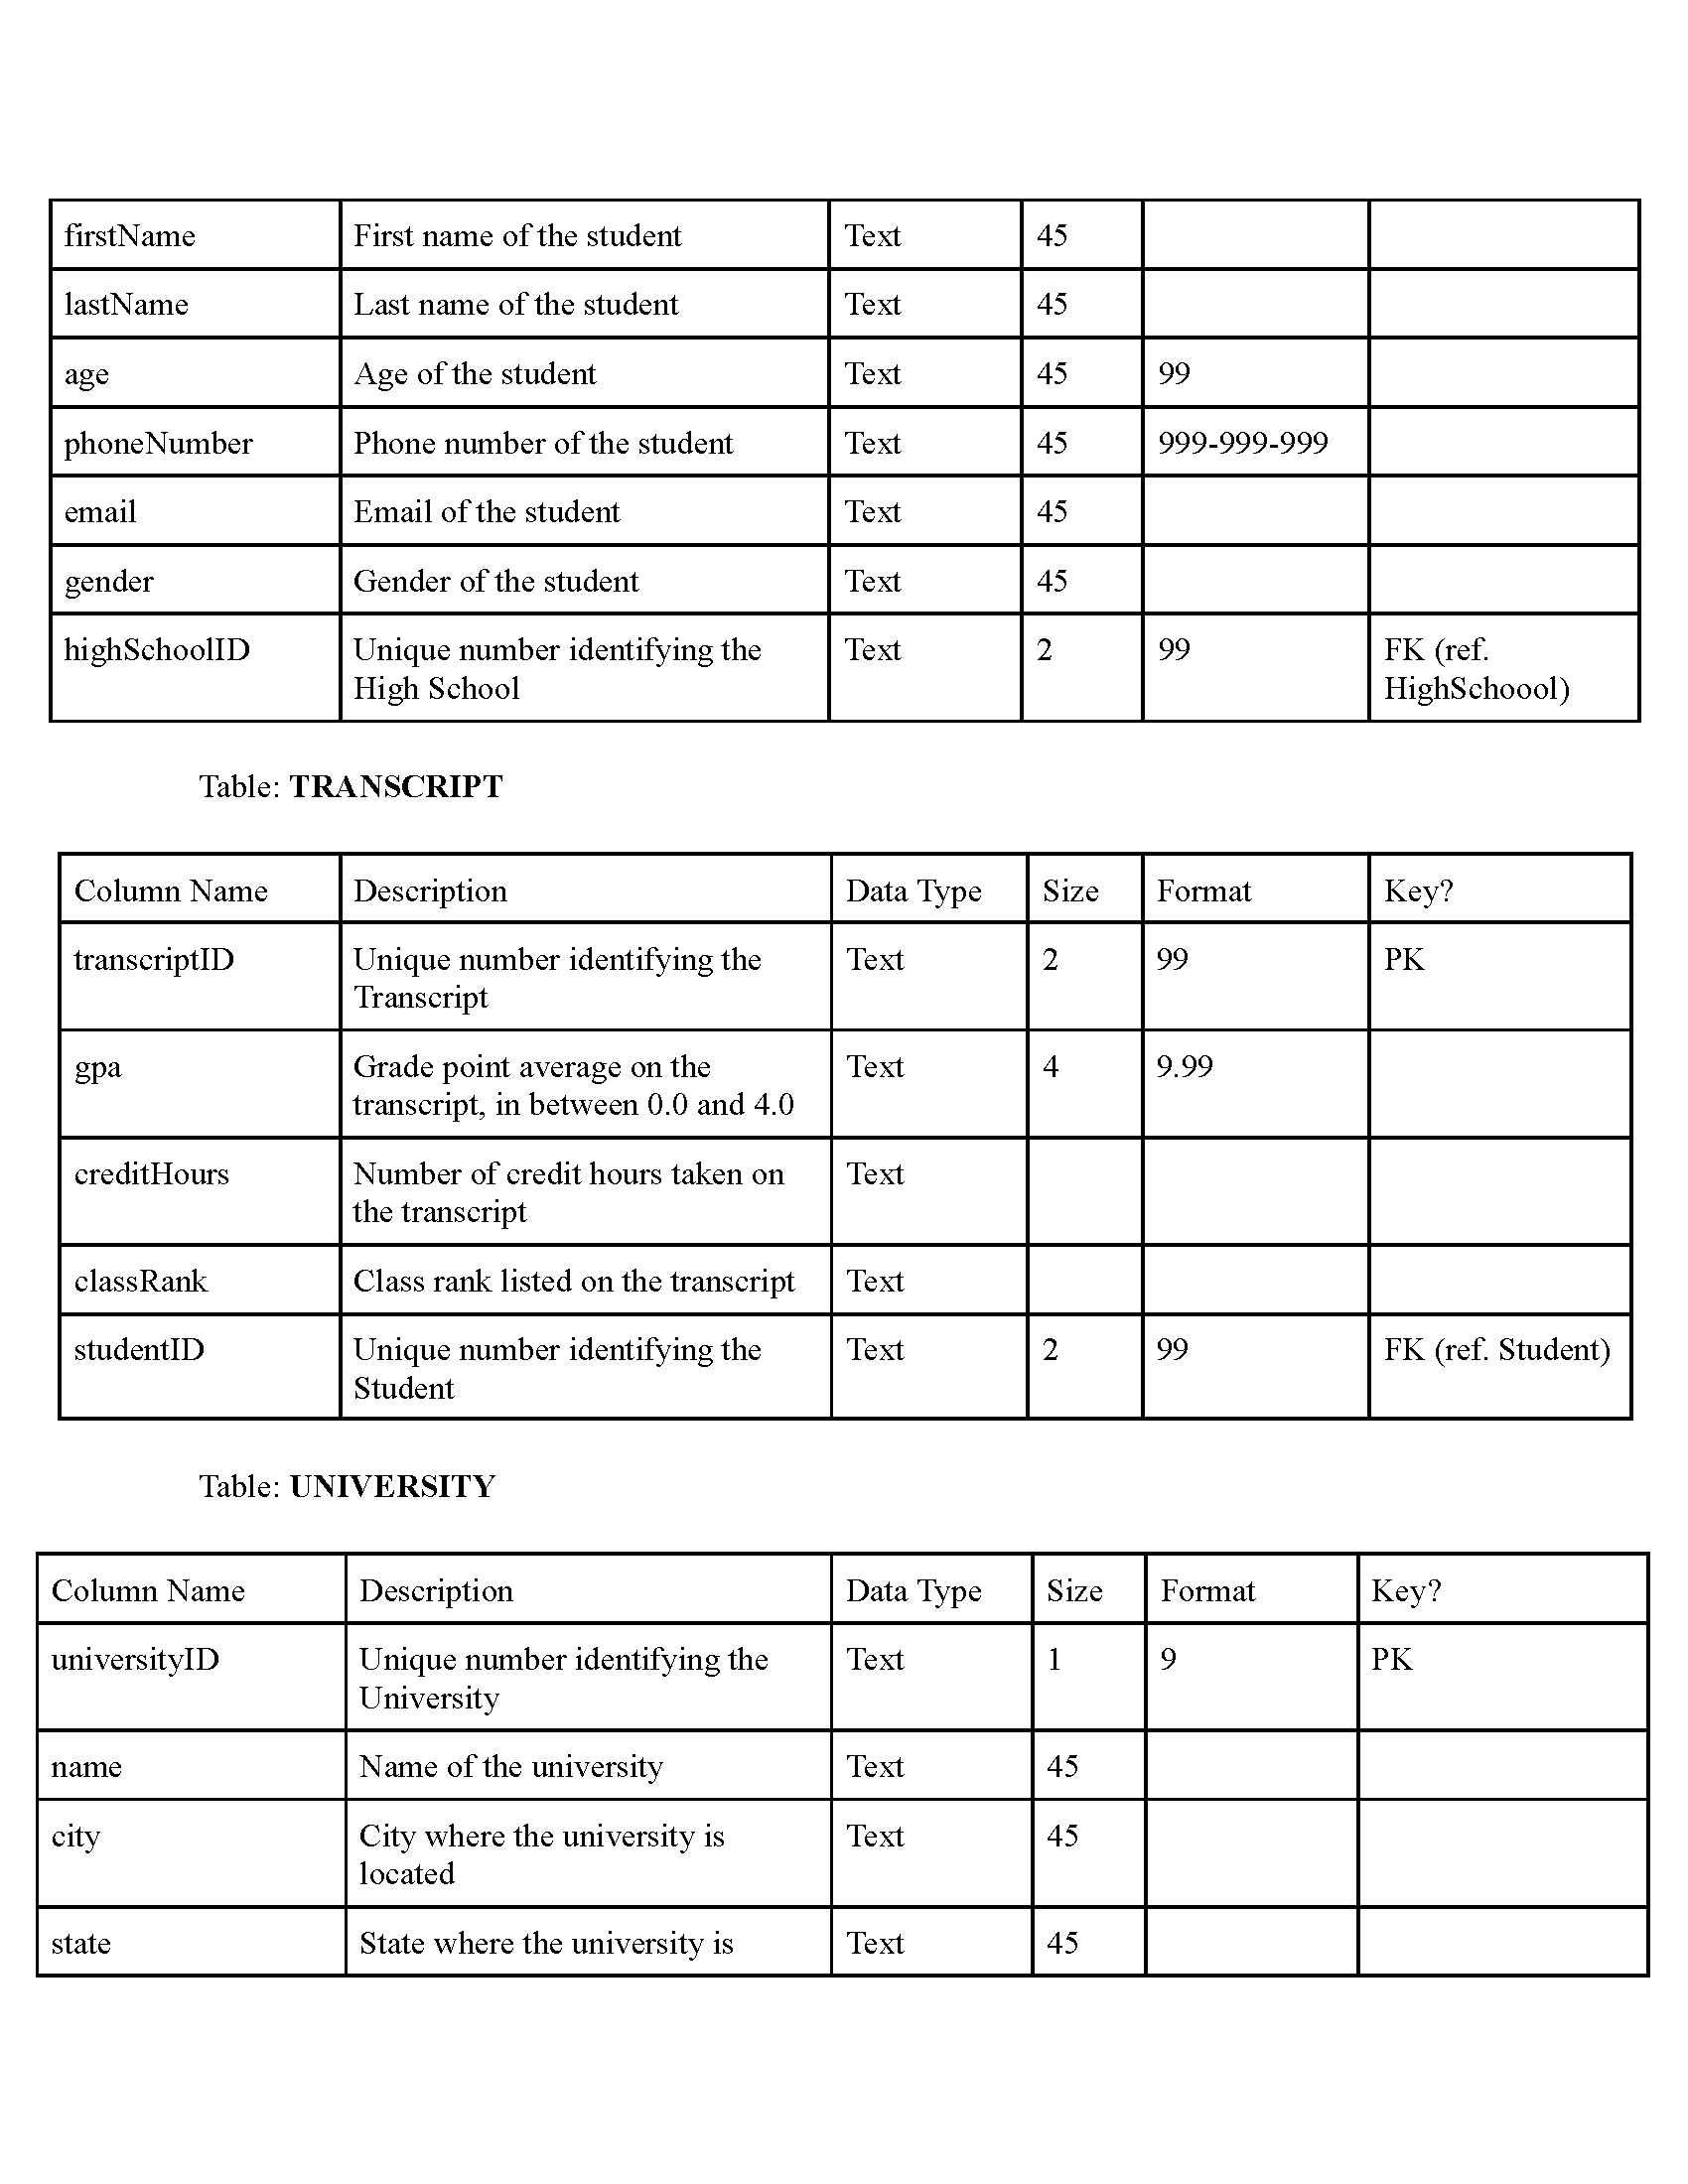 firstName First name of the student Text 45
lastName Last name of the student Text 45
age Age of the student Text 45 99
phoneNumber Phone number of the student Text 45 999-999-999
email Email of the student Text 45
gender Gender of the student Text 45
highSchoolID Unique number identifying the Text 2 99 FK (ref.
High School HighSchoool)
Table: TRANSCRIPT
Column Name Description Data Type Size Format Key?
transcriptID Unique number identifying the Text 2 99 PK
Transcript
gpa Grade point average on the Text 4 9.99
transcript, in between 0.0 and 4.0
creditHours Number of credit hours taken on Text
the transcript
classRank Class rank listed on the transcript Text
studentID Unique number identifying the Text 2 99 FK (ref. Student)
Student
Table: UNIVERSITY
Column Name Description Data Type Size Format Key?
universityID Unique number identifying the Text 1 9 PK
University
name Name of the university Text 45
city City where the university is Text 45
located
state State where the university is Text 45